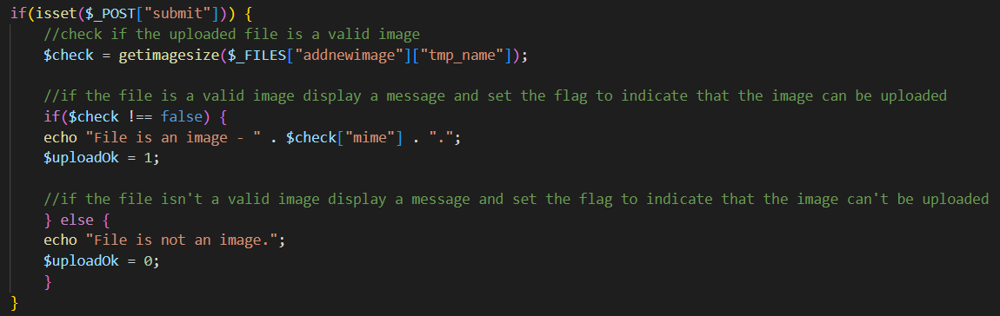 if(isset($_POST["submit"])) {
//check if the uploaded file is a valid image
$check = getimagesize($_FILES["addnewimage"]["tmp_name"]);
//if the file is a valid image display a message and set the flag to indicate that the image can be uploaded
if($check !== false) {
echo "File is an image - " . $check["mime"] . ".";
$uploadOk = 1;
//if the file isn't a valid image display a message and set the flag to indicate that the image can't be uploaded
} else {
echo "File is not an image.";
$uploadOk = 0;
}
}